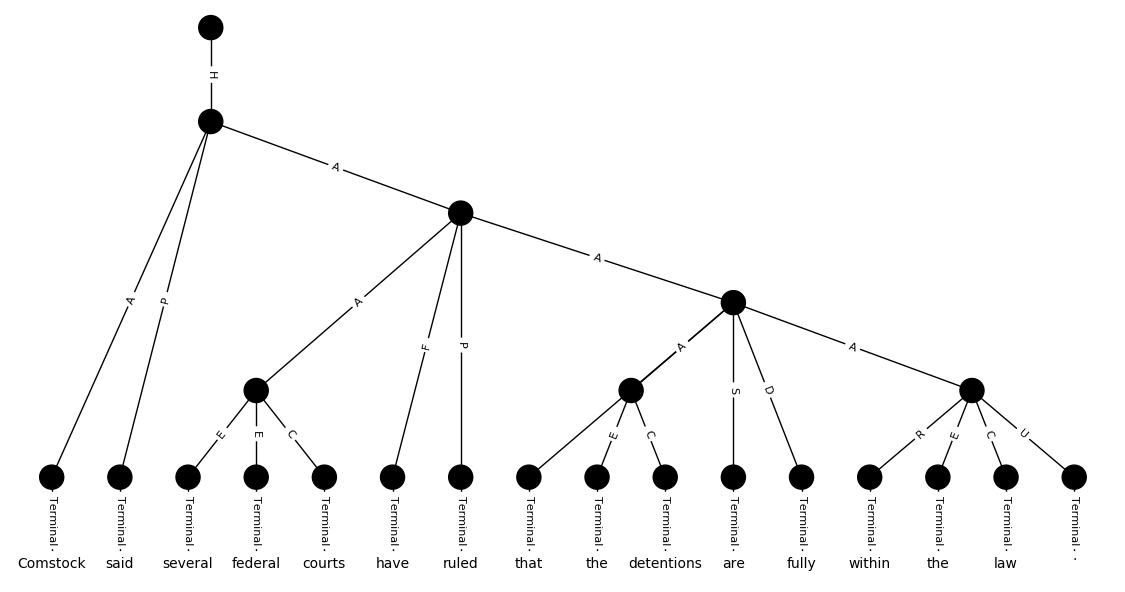 H
A
A
A
A
P
A
F
P
A
A
S
D
E
E
C
E
C
R
E
C
U
Terminal Terminal Terminal Terminal Terminal Terminal Terminal Terminal Terminal Terminal Terminal Terminal Terminal Terminal Terminal Terminal
Comstock said several federal courts have ruled that the detentions are fully within the law .